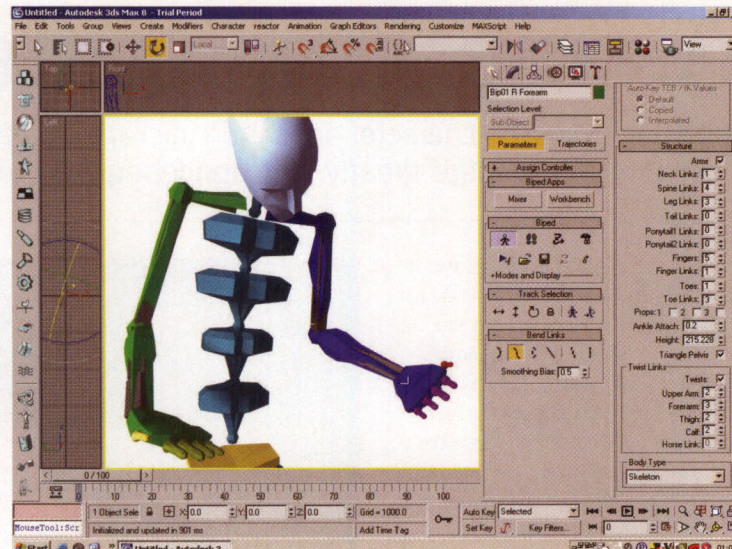 Untitled - Autodesk 3ds Max 8 - Trial Period
File Edit Tools Group Views Create Modifiers Character reactor Animation Graph Editors Rendering Customize MAXScript Help
Local
View
Top
Front
Left
Bip01 R Forearm
Selection Level:
Sub-Object
Parameters Trajectories
+ Assign Controller
- Biped Apps
Mixer Workbench
- Biped
+Modes and Display
- Track Selection
- Bend Links
Smoothing Bias: 0.5
Auto-Key TCB / IK Values
Default
Copied
Interpolated
- Structure
Arms
Neck Links: 1
Spine Links: 4
Leg Links: 3
Tail Links: 0
Ponytail1 Links: 0
Ponytail2 Links: 0
Fingers: 5
Finger Links: 1
Toes: 1
Toe Links: 3
Props: 1 2 3
Ankle Attach: 0.2
Height: 215.228
Triangle Pelvis
Twist Links
Twists:
Upper Arm: 2
Forearm: 3
Thigh: 2
Calf: 2
Horse Link: 0
Body Type
Skeleton
0 / 100
0 10 20 30 40 50 60 70 80 90 100
1 Object Sele X: 0.0 Y: 0.0 Z: 0.0 Grid = 1000.0 Auto Key Selected
MouseTool:Scr Initialized and updated in 901 ms Add Time Tag Set Key Key Filters... 0
Untitled - Autodesk 3